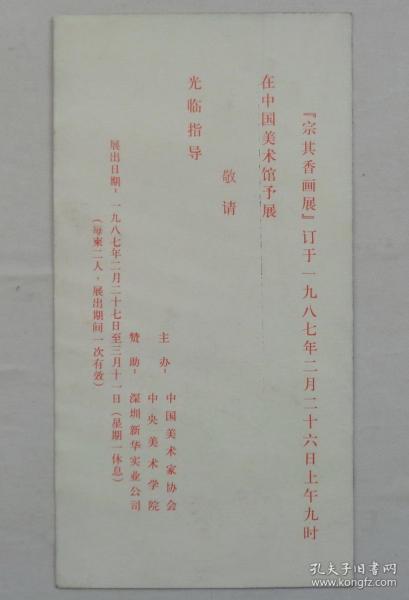 『宗其香画展』订于一九八七年二月二十六日上午九时
在中国美术馆予展
敬请
光临指导
主办：中国美术家协会
中央美术学院
赞助：深圳新华实业公司
展出日期：一九八七年二月二十七日至三月十一日（星期一休息）
（每柬二人，展出期间一次有效）
孔夫子旧书网
www.kongfz.com